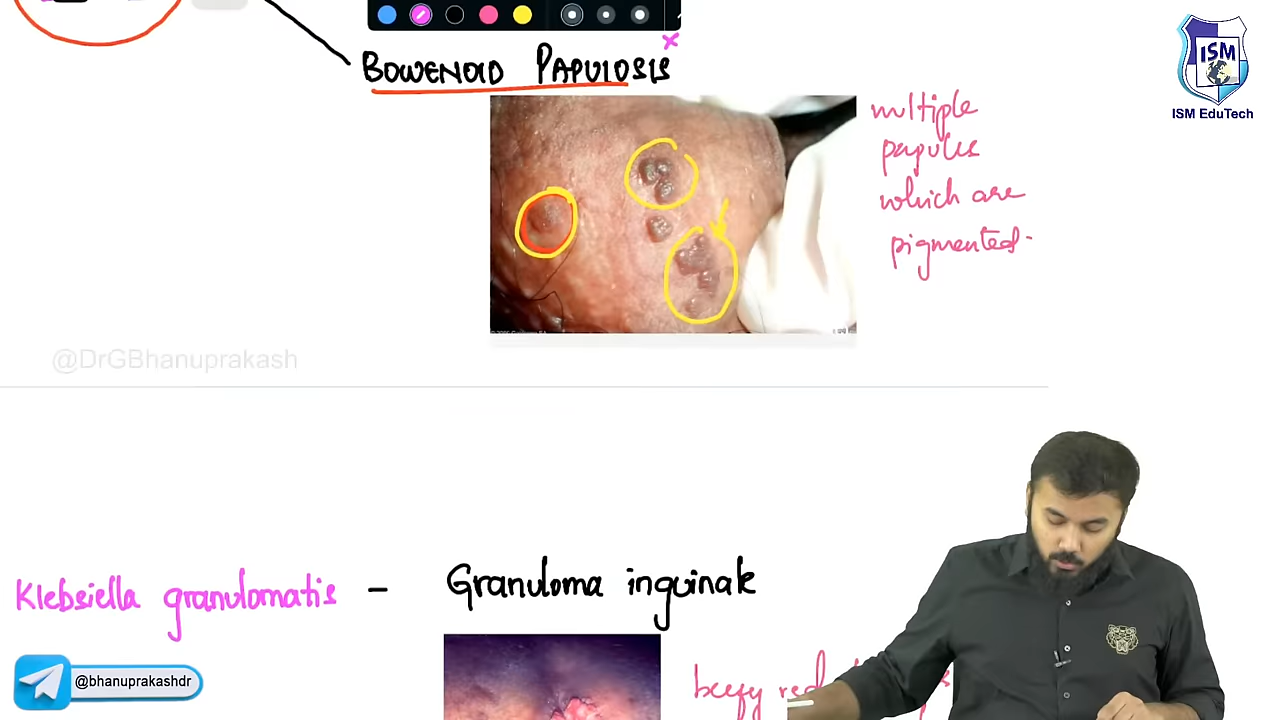 ISM
ISM EduTech
BOWENOID PAPULOSIS
multiple
papules
which are
pigmented.
@DrGBhanuprakash
Klebsiella granulomatis - Granuloma inguinale
beefy red
@bhanuprakashdr